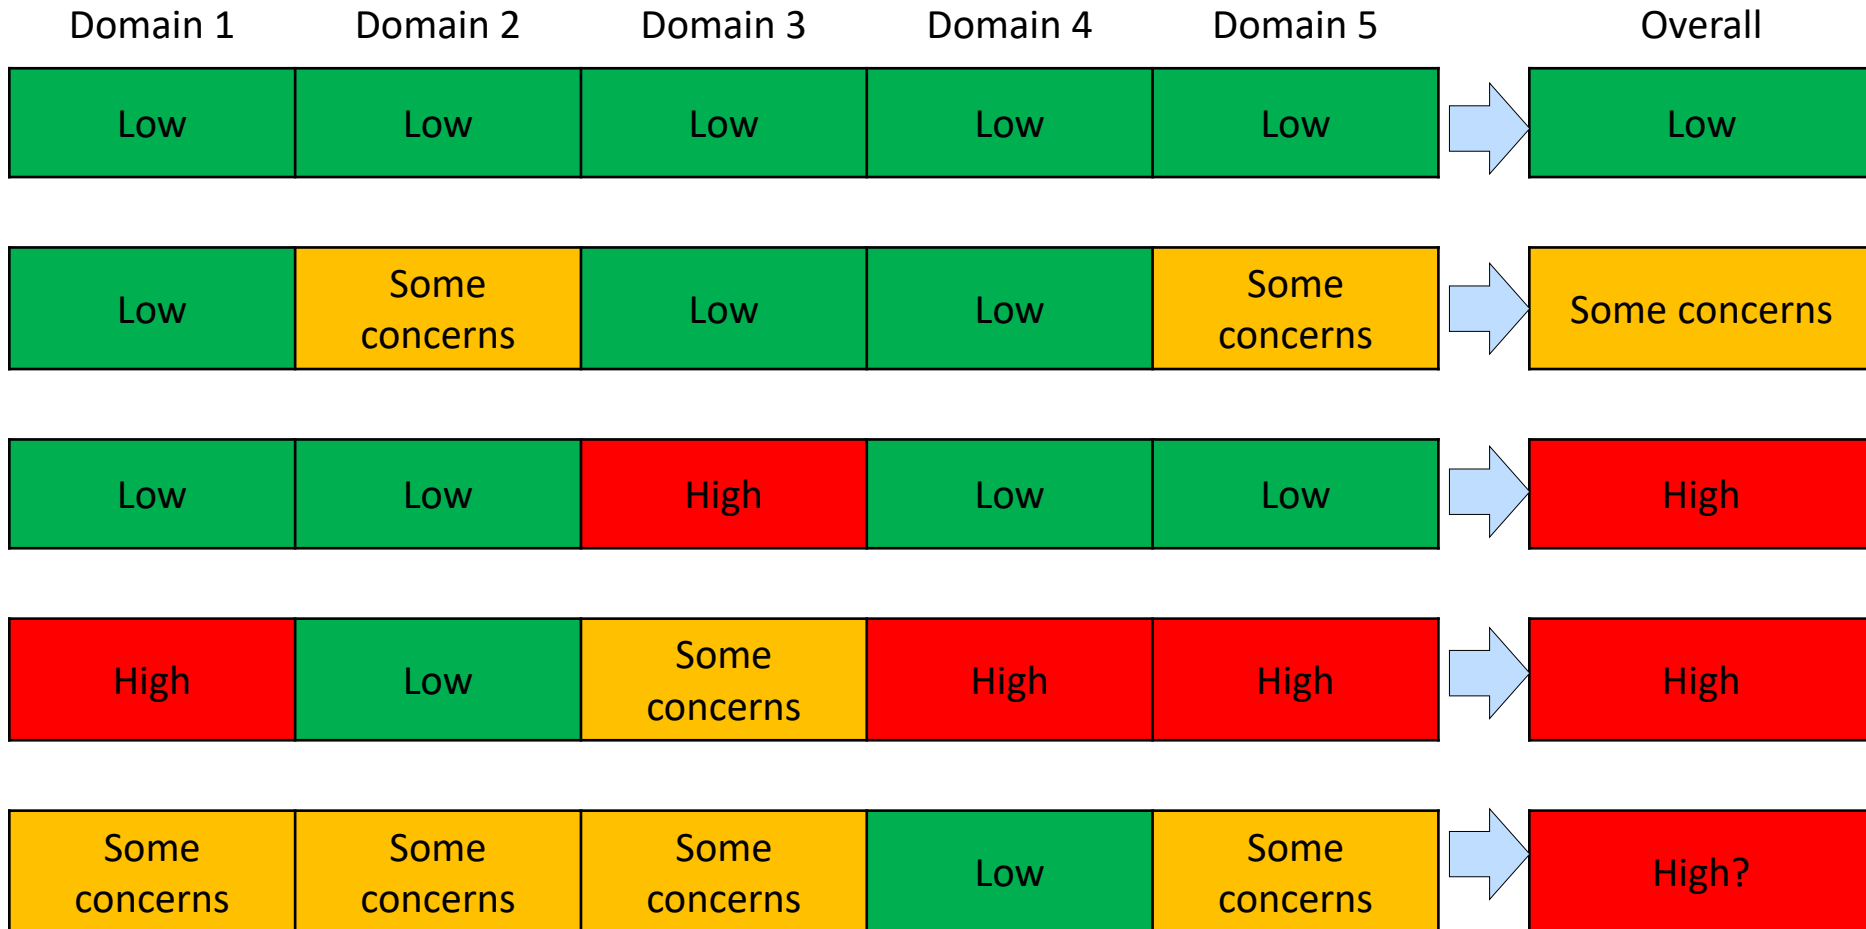 Domain 1 Domain 2 Domain 3 Domain 4 Domain 5 Overall
Low Low Low Low Low Low
Low Some concerns Low Low Some concerns Some concerns
Low Low High Low Low High
High Low Some concerns High High High
Some concerns Some concerns Some concerns Low Some concerns High?